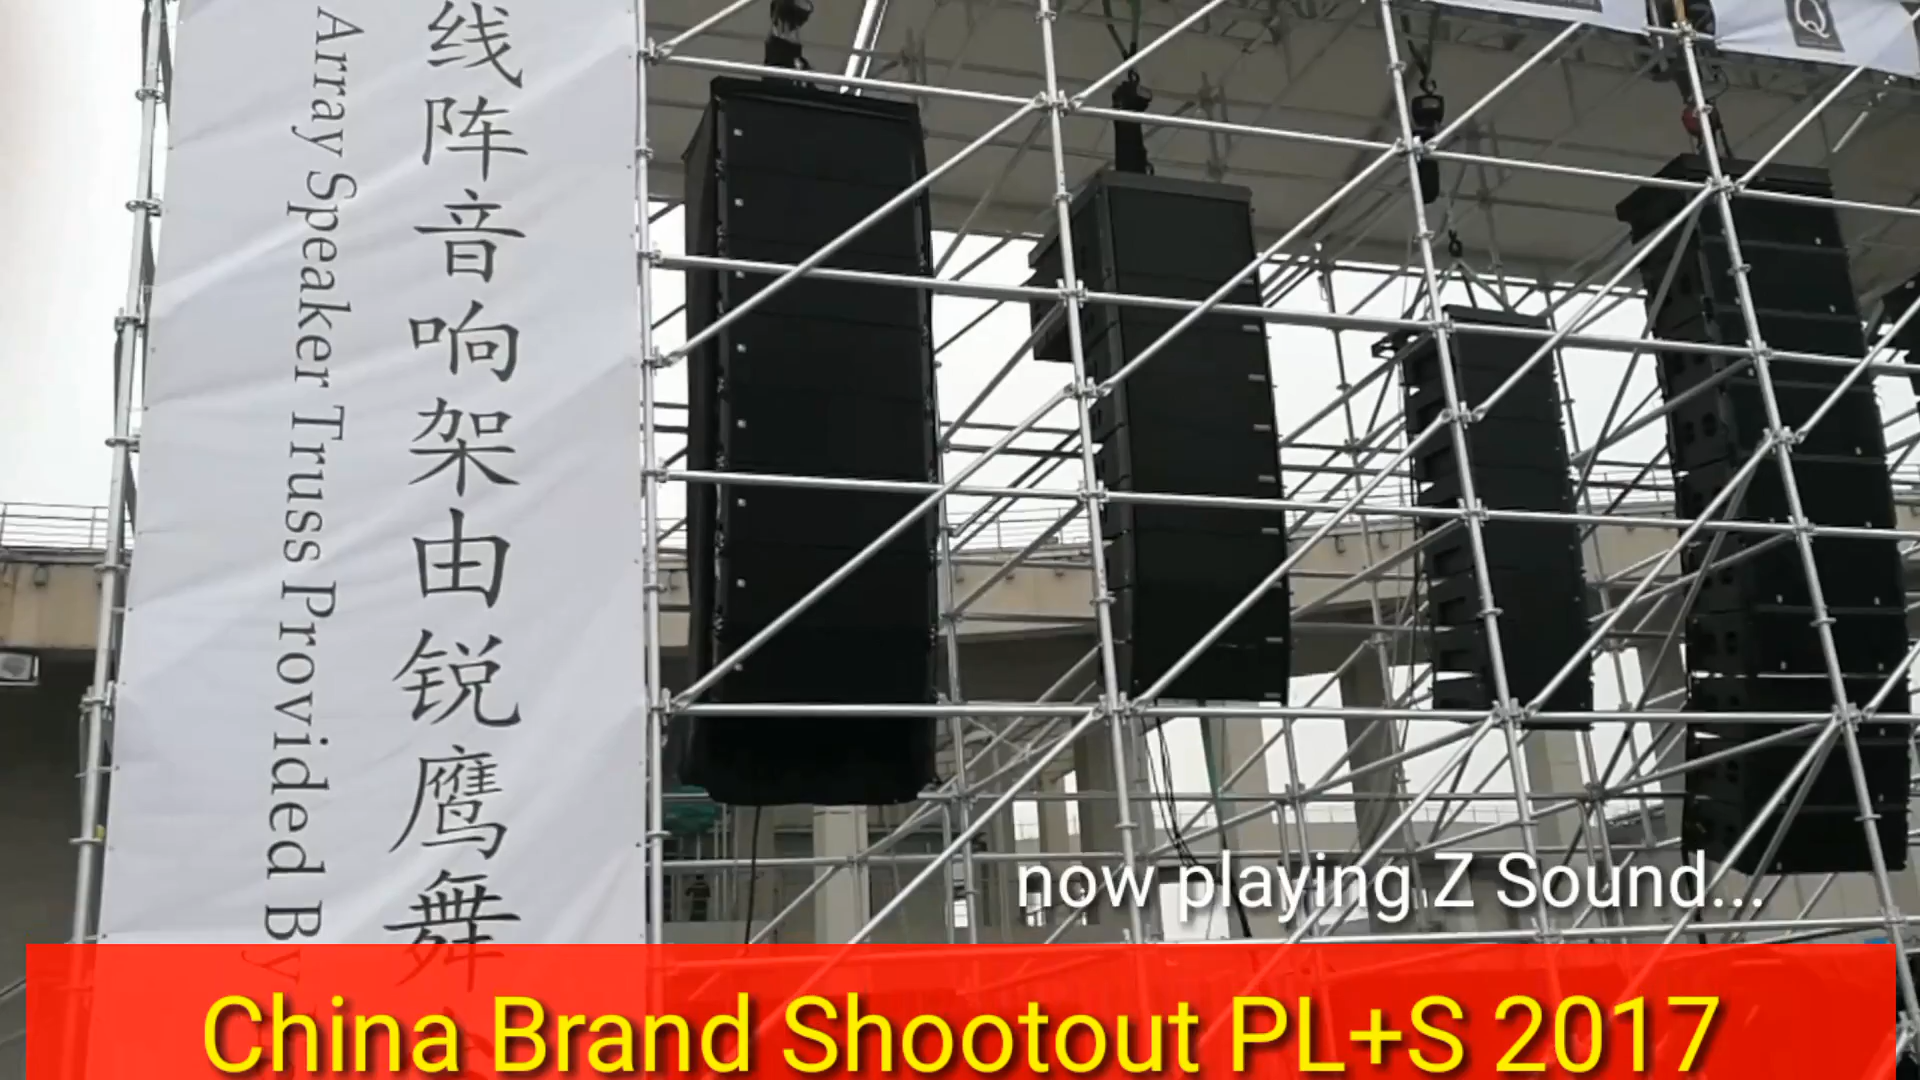 线阵音响架由锐鹰舞
Array Speaker Truss Provided By
Q
now playing Z Sound...
China Brand Shootout PL+S 2017